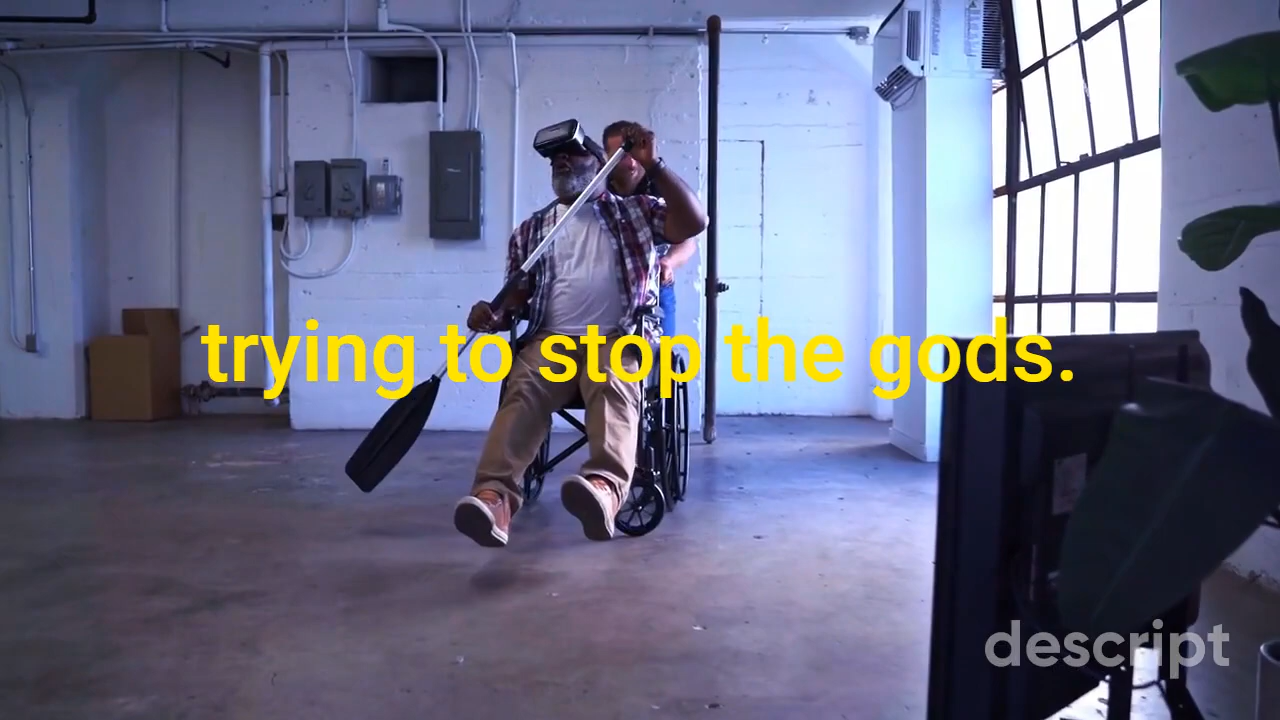 trying to stop the gods.
descript